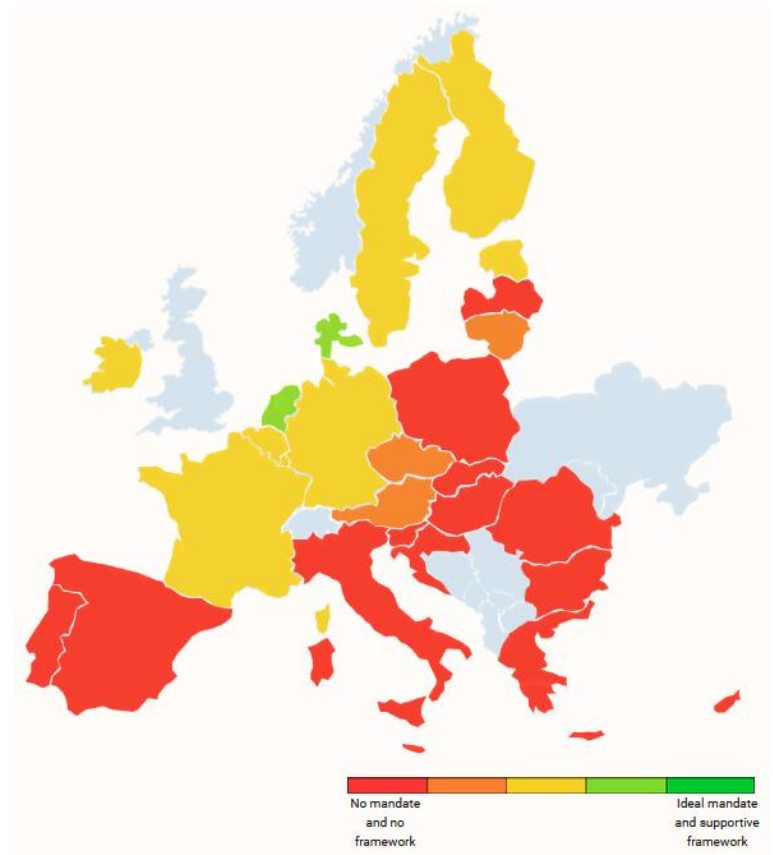 No mandate
and no
framework
Ideal mandate
and supportive
framework